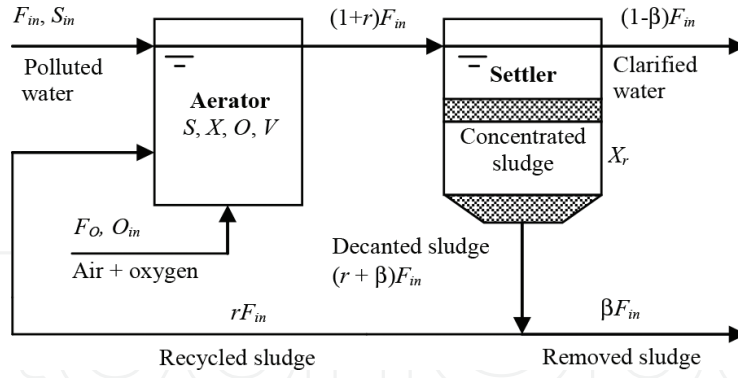 F_in, S_in
(1+r)F_in
(1-β)F_in
Polluted
water
Aerator
S, X, O, V
Settler
Clarified
water
Concentrated
sludge
X_r
F_O, O_in
Air + oxygen
Decanted sludge
(r + β)F_in
rF_in
βF_in
Recycled sludge
Removed sludge